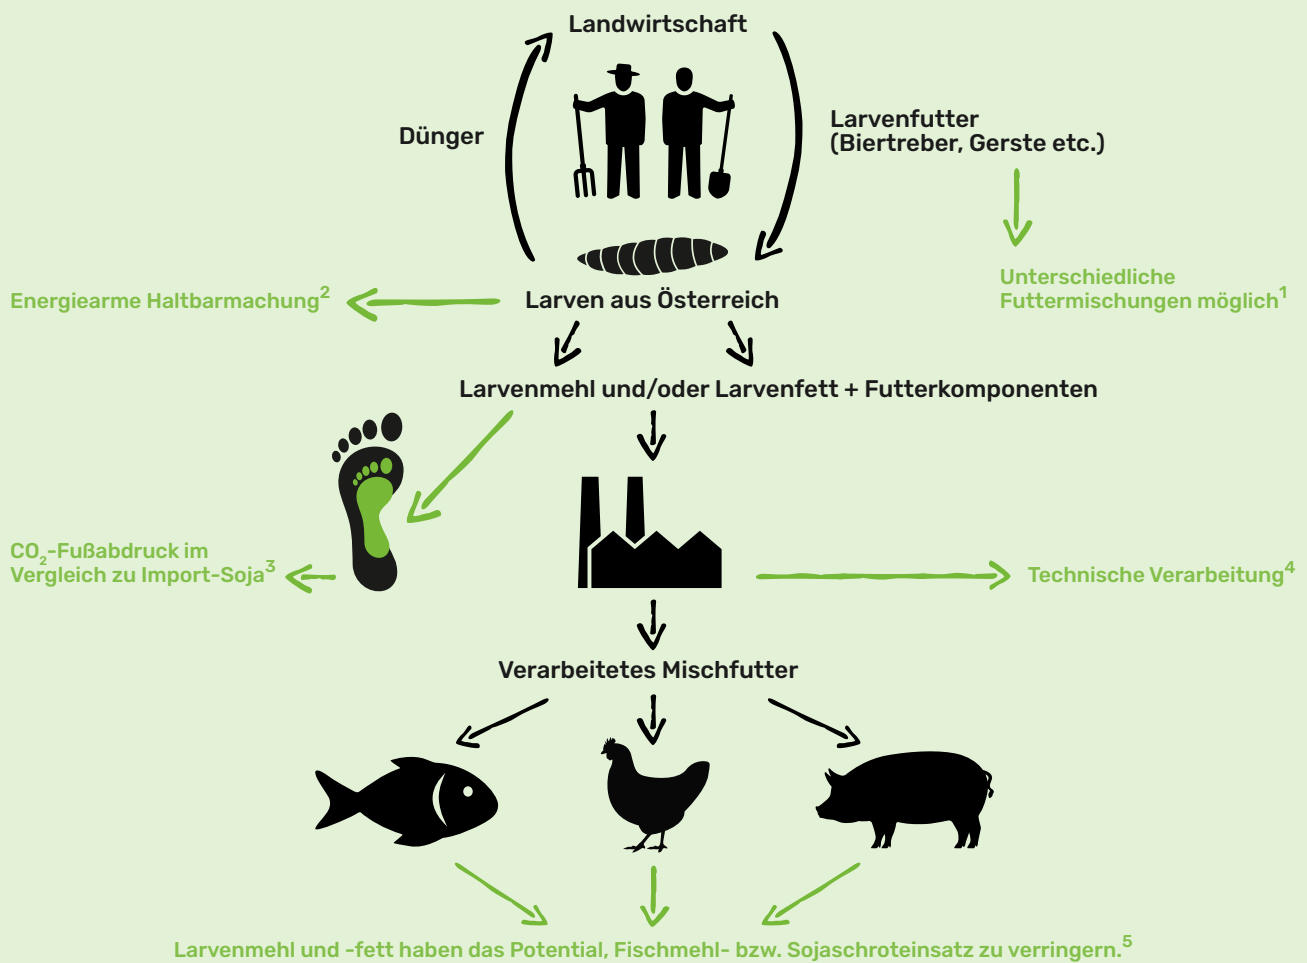 Landwirtschaft
Dünger
Larvenfutter
(Biertreber, Gerste etc.)
Unterschiedliche
Futtermischungen möglich¹
Energiearme Haltbarmachung²
Larven aus Österreich
Larvenmehl und/oder Larvenfett + Futterkomponenten
CO₂-Fußabdruck im
Vergleich zu Import-Soja³
Technische Verarbeitung⁴
Verarbeitetes Mischfutter
Larvenmehl und -fett haben das Potential, Fischmehl- bzw. Sojaschroteinsatz zu verringern.⁵